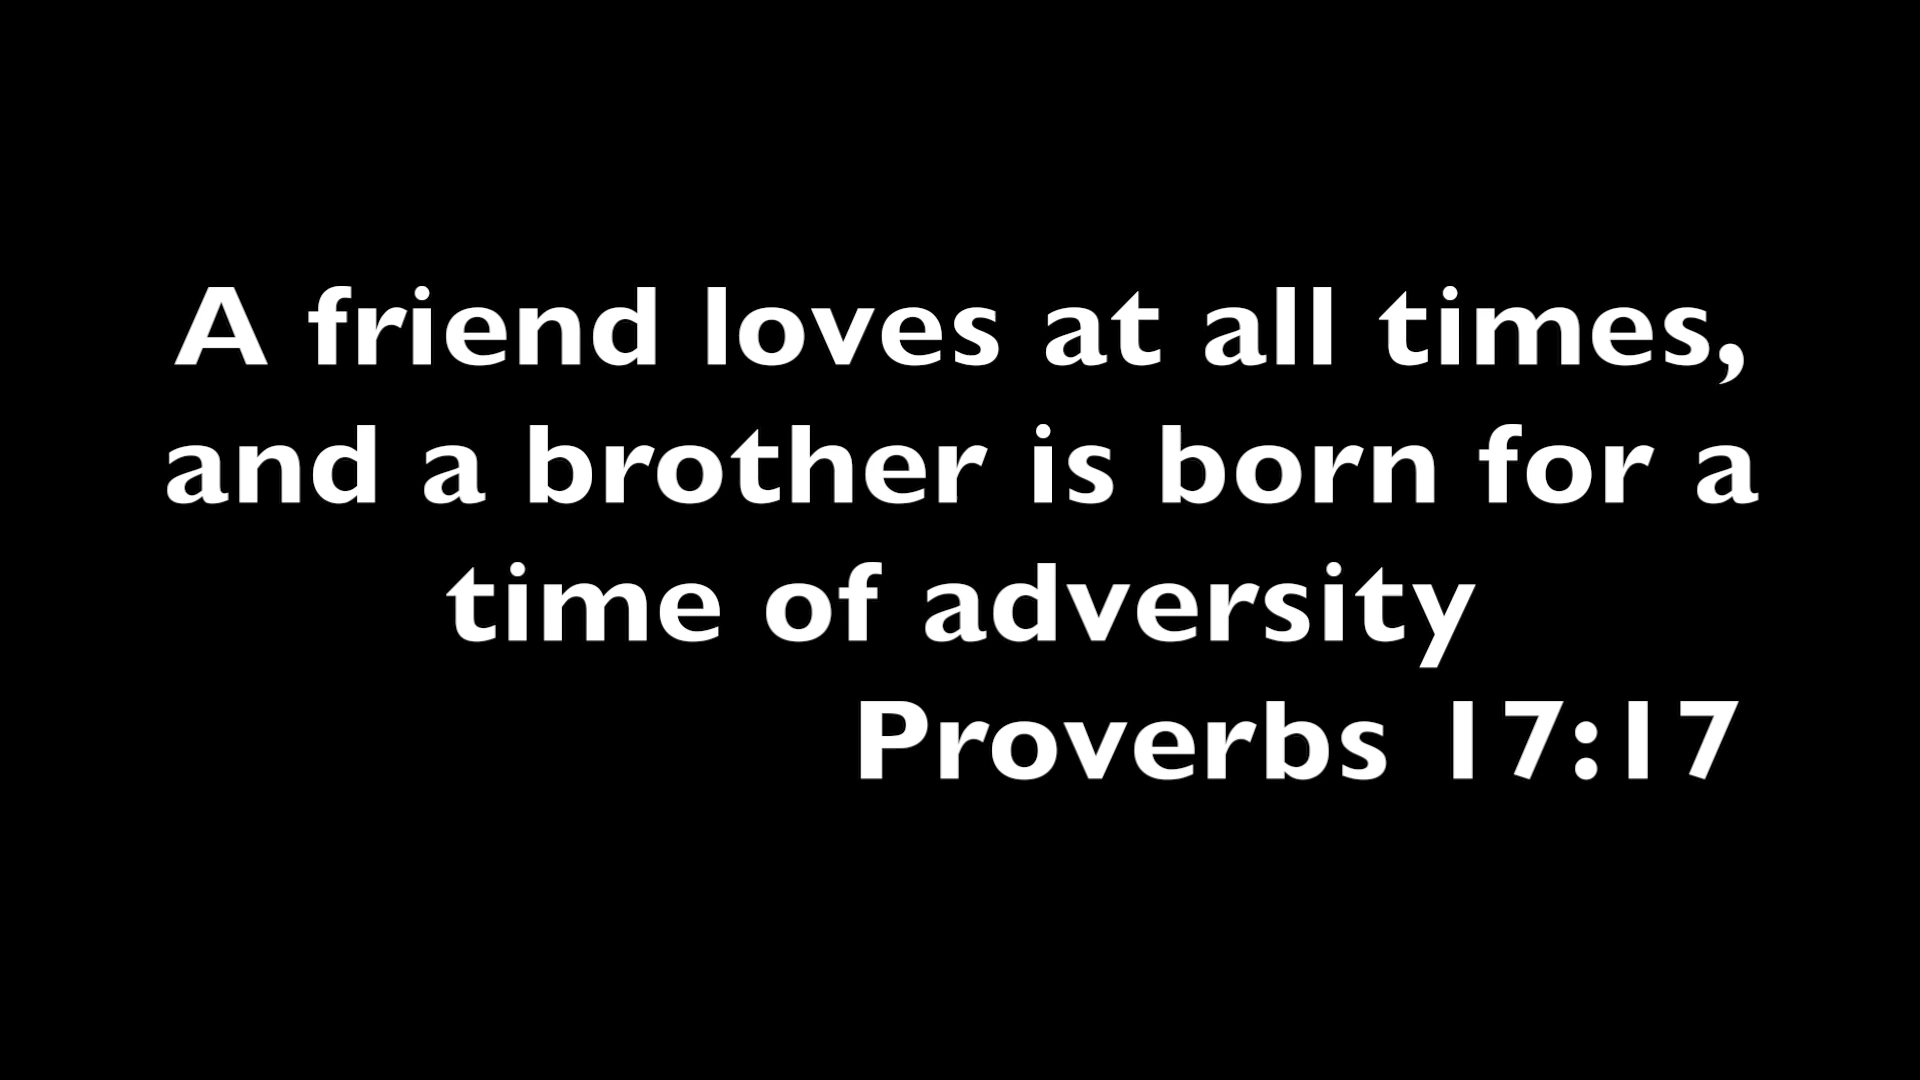 A friend loves at all times,
and a brother is born for a
time of adversity
Proverbs 17:17